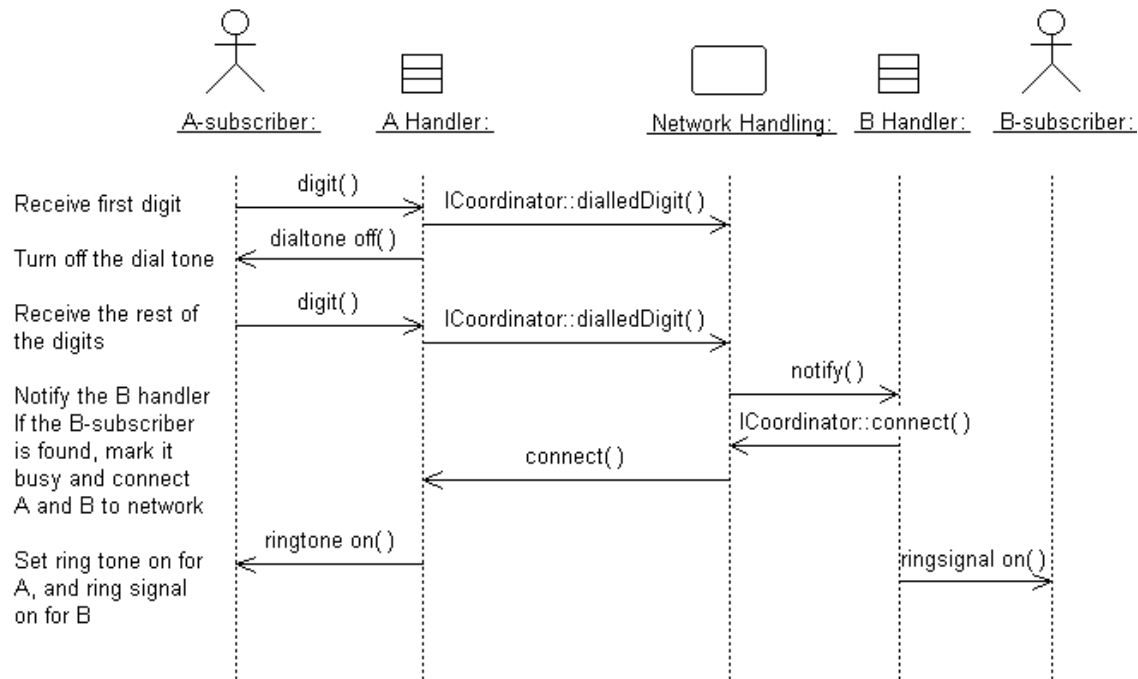 A-subscriber:
A Handler:
Network Handling:
B Handler:
B-subscriber:
Receive first digit
digit( )
ICoordinator::dialledDigit( )
Turn off the dial tone
dialtone off( )
Receive the rest of
the digits
digit( )
ICoordinator::dialledDigit( )
Notify the B handler
If the B-subscriber
is found, mark it
busy and connect
A and B to network
notify( )
ICoordinator::connect( )
connect( )
Set ring tone on for
A, and ring signal
on for B
ringtone on( )
ringsignal on( )